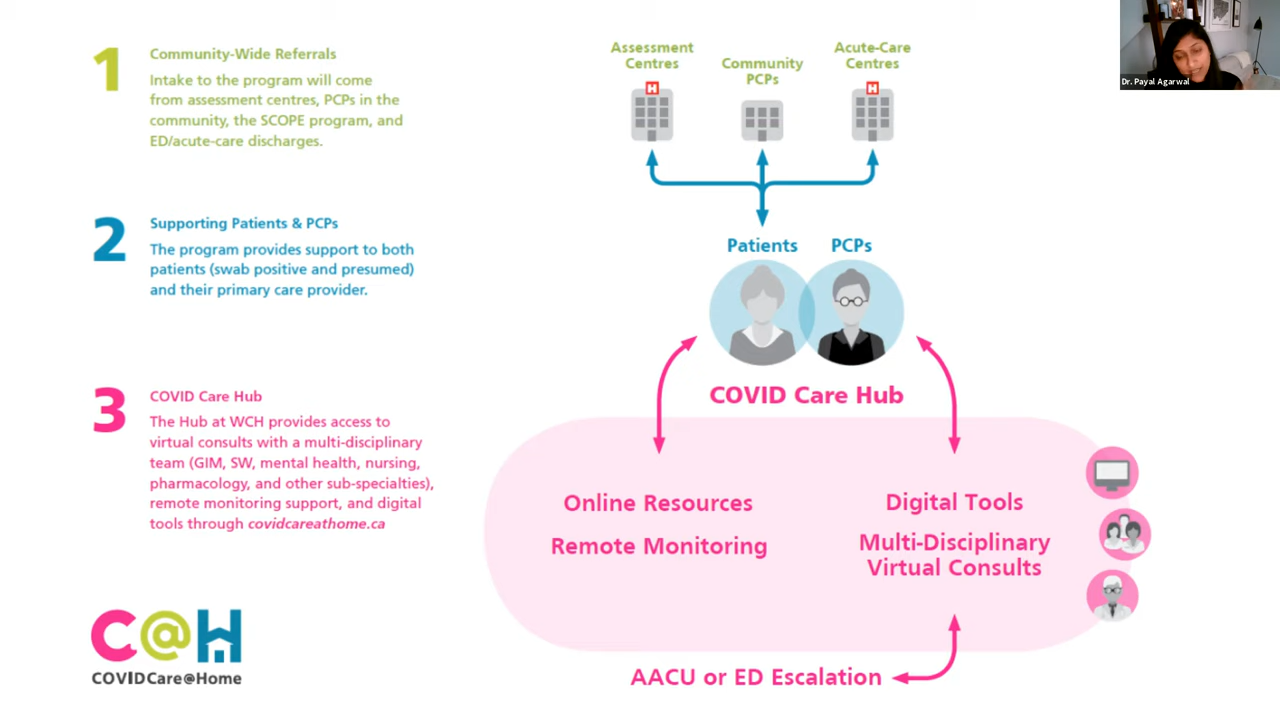 1
Community-Wide Referrals
Intake to the program will come
from assessment centres, PCPs in the
community, the SCOPE program, and
ED/acute-care discharges.
2
Supporting Patients & PCPs
The program provides support to both
patients (swab positive and presumed)
and their primary care provider.
3
COVID Care Hub
The Hub at WCH provides access to
virtual consults with a multi-disciplinary
team (GIM, SW, mental health, nursing,
pharmacology, and other sub-specialties),
remote monitoring support, and digital
tools through covidcareathome.ca
C@H
COVIDCare@Home
Assessment
Centres
H
Community
PCPs
Acute-Care
Centres
H
Patients
PCPs
COVID Care Hub
Online Resources
Remote Monitoring
Digital Tools
Multi-Disciplinary
Virtual Consults
AACU or ED Escalation
Dr. Payal Agarwal